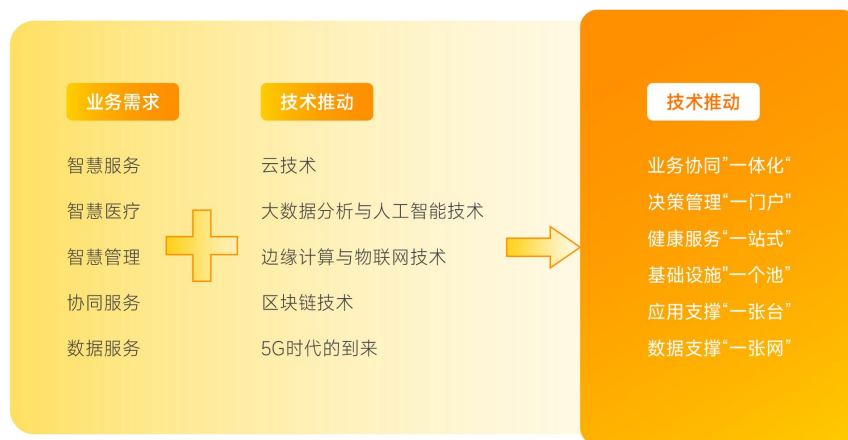 业务需求
智慧服务
智慧医疗
智慧管理
协同服务
数据服务
技术推动
云技术
大数据分析与人工智能技术
边缘计算与物联网技术
区块链技术
5G时代的到来
技术推动
业务协同”一体化“
决策管理“一门户”
健康服务“一站式”
基础设施"一个池”
应用支撑“一张台”
数据支撑“一张网”